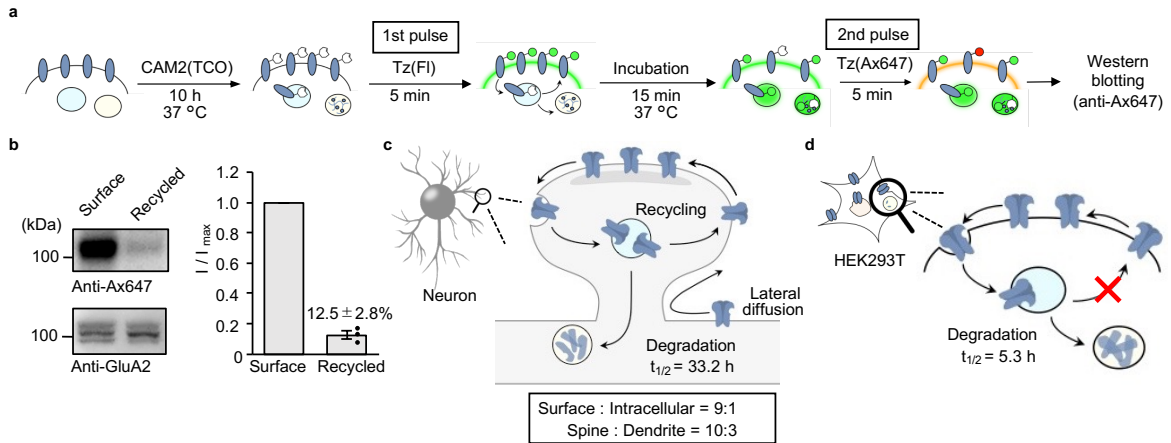 a
CAM2(TCO)
10 h
37 °C
1st pulse
Tz(Fl)
5 min
Incubation
15 min
37 °C
2nd pulse
Tz(Ax647)
5 min
Western
blotting
(anti-Ax647)
b
Surface
Recycled
(kDa)
100
Anti-Ax647
100
Anti-GluA2
I / I max
1.2
1.0
0.8
0.6
0.4
0.2
0
12.5 ± 2.8%
Surface
Recycled
c
Neuron
Recycling
Lateral
diffusion
Degradation
t1/2 = 33.2 h
Surface : Intracellular = 9:1
Spine : Dendrite = 10:3
d
HEK293T
Degradation
t1/2 = 5.3 h